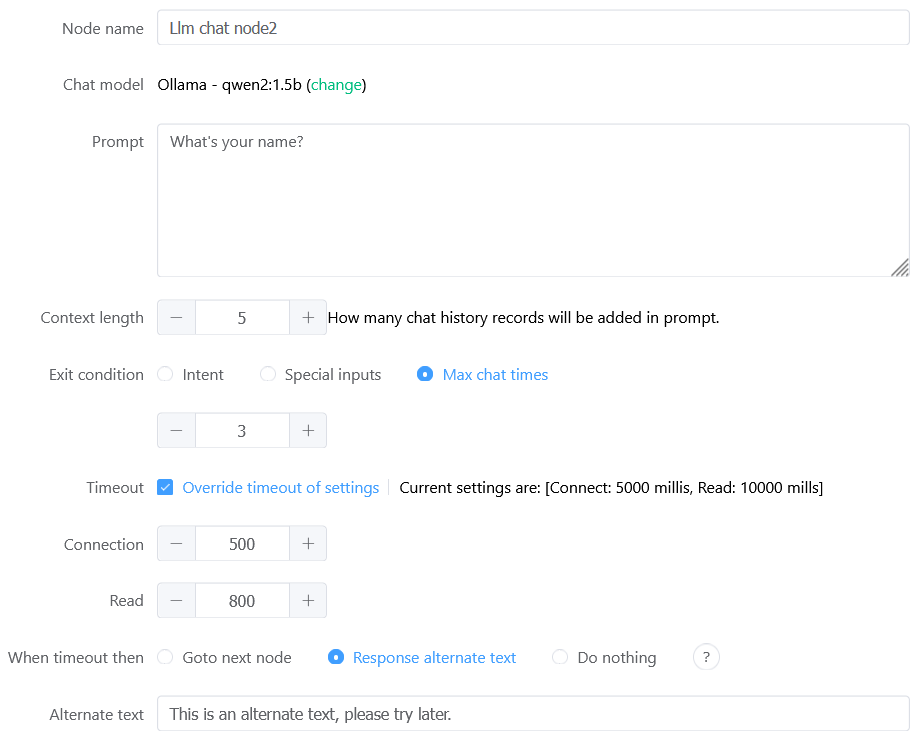 Node name Llm chat node2
Chat model Ollama - qwen2:1.5b (change)
Prompt What's your name?
Context length − 5 + How many chat history records will be added in prompt.
Exit condition Intent Special inputs Max chat times
− 3 +
Timeout Override timeout of settings Current settings are: [Connect: 5000 millis, Read: 10000 mills]
Connection − 500 +
Read − 800 +
When timeout then Goto next node Response alternate text Do nothing ?
Alternate text This is an alternate text, please try later.